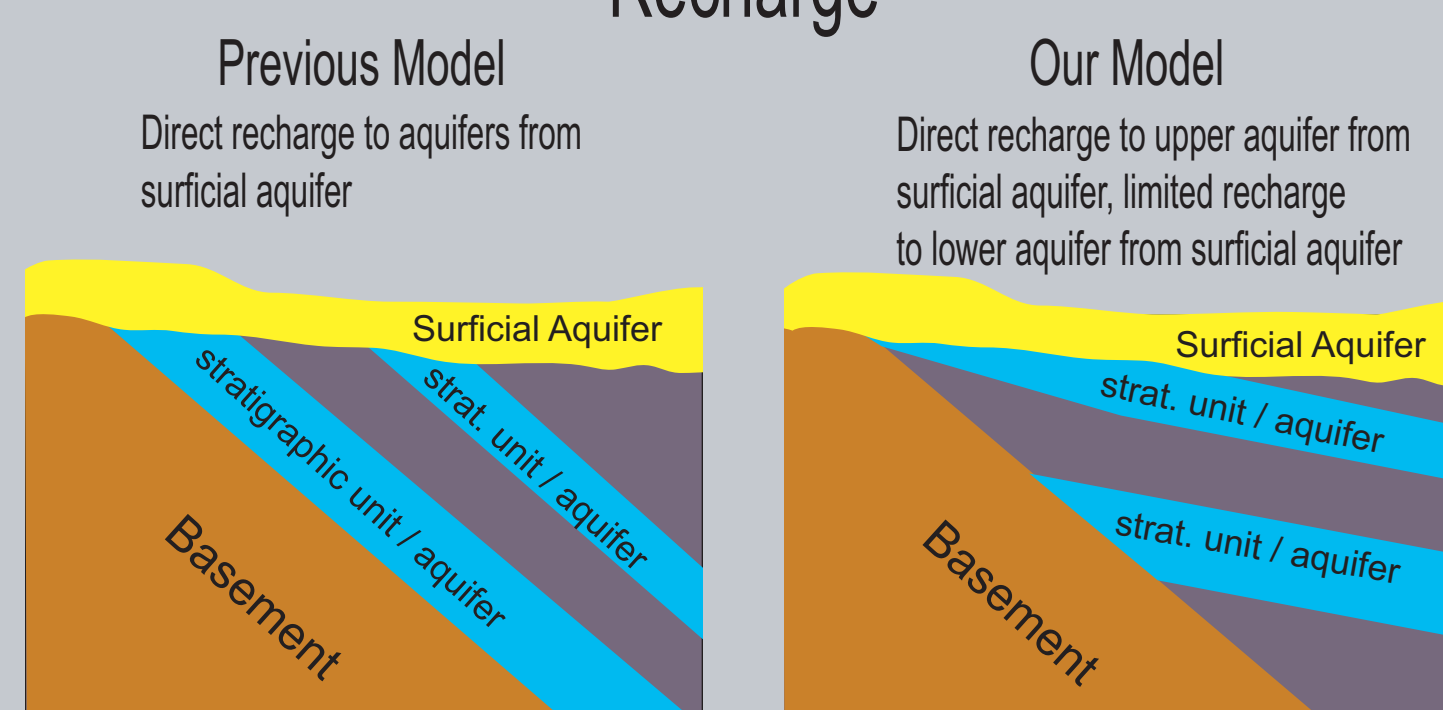 Recharge
Previous Model
Direct recharge to aquifers from
surficial aquifer
Surficial Aquifer
stratigraphic unit / aquifer
strat. unit / aquifer
Basement
Our Model
Direct recharge to upper aquifer from
surficial aquifer, limited recharge
to lower aquifer from surficial aquifer
Surficial Aquifer
strat. unit / aquifer
strat. unit / aquifer
Basement